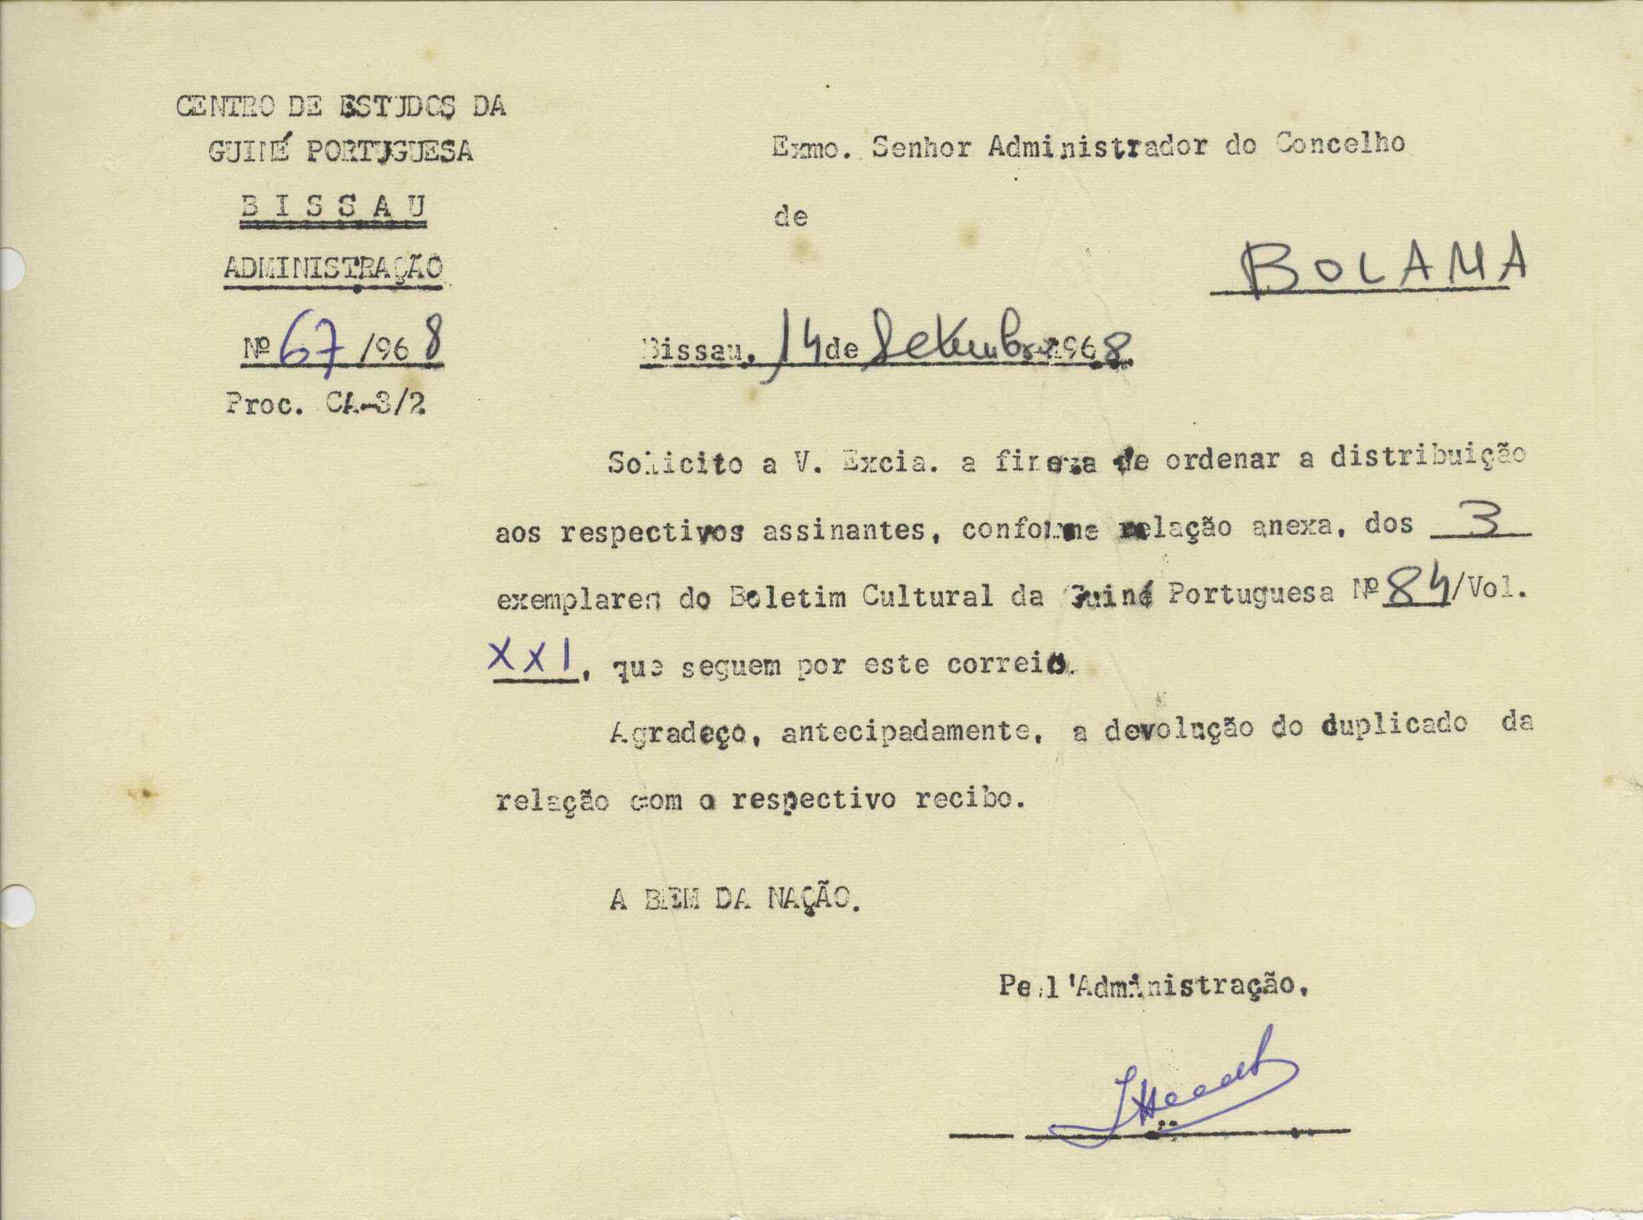 CENTRO DE ESTUDOS DA
GUINÉ PORTUGUESA
B I S S A U
ADMINISTRAÇÃO
Nº 67 /968
Proc. CA-3/2
Exmo. Senhor Administrador do Concelho
de
BOLAMA
Bissau, 14 de Setembro 1968.
Solicito a V. Excia. a fineza de ordenar a distribuição
aos respectivos assinantes, conforme relação anexa, dos 3
exemplares do Boletim Cultural da Guiné Portuguesa Nº 84/Vol.
XXI, que seguem por este correio.
Agradeço, antecipadamente, a devolução do duplicado da
relação com o respectivo recibo.
A BEM DA NAÇÃO.
Pel'Administração,